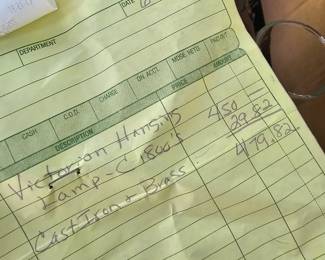 DATE
DEPARTMENT
CASH C.O.D. CHARGE ON ACCT. MDSE. RETD. PAID OUT
DESCRIPTION PRICE AMOUNT
Victorian Hanging 450 —
Lamp - C 1800's 29.82
Cast Iron & Brass 479.82